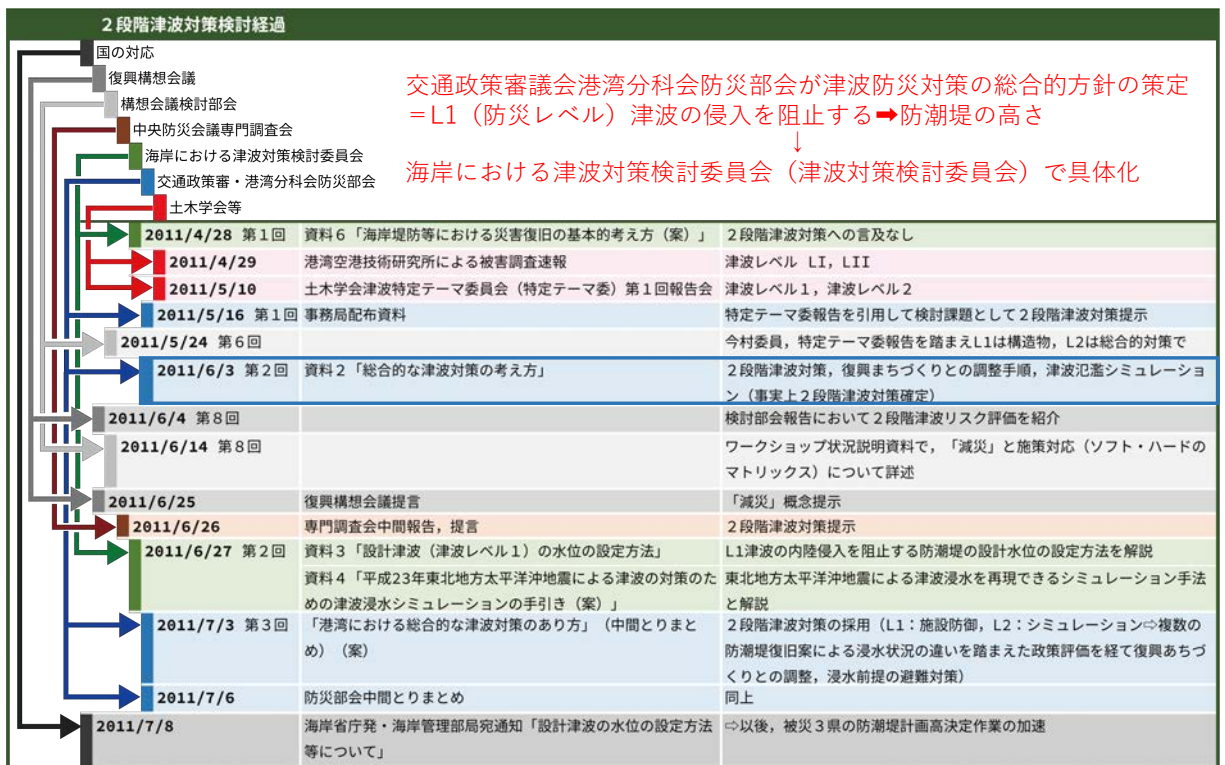 ２段階津波対策検討経過
国の対応
復興構想会議
構想会議検討部会
中央防災会議専門調査会
海岸における津波対策検討委員会
交通政策審・港湾分科会防災部会
土木学会等
交通政策審議会港湾分科会防災部会が津波防災対策の総合的方針の策定
＝L1（防災レベル）津波の侵入を阻止する➡防潮堤の高さ
↓
海岸における津波対策検討委員会（津波対策検討委員会）で具体化
2011/4/28 第１回 資料６「海岸堤防等における災害復旧の基本的考え方（案）」 ２段階津波対策への言及なし
2011/4/29 港湾空港技術研究所による被害調査速報 津波レベル LI，LII
2011/5/10 土木学会津波特定テーマ委員会（特定テーマ委）第１回報告会 津波レベル１，津波レベル２
2011/5/16 第１回 事務局配布資料 特定テーマ委報告を引用して検討課題として２段階津波対策提示
2011/5/24 第６回 今村委員，特定テーマ委報告を踏まえL1は構造物，L2は総合的対策で
2011/6/3 第２回 資料２「総合的な津波対策の考え方」 ２段階津波対策，復興まちづくりとの調整手順，津波氾濫シミュレーショ
ン（事実上２段階津波対策確定）
2011/6/4 第８回 検討部会報告において２段階津波リスク評価を紹介
2011/6/14 第８回 ワークショップ状況説明資料で，「減災」と施策対応（ソフト・ハードの
マトリックス）について詳述
2011/6/25 復興構想会議提言 「減災」概念提示
2011/6/26 専門調査会中間報告，提言 ２段階津波対策提示
2011/6/27 第２回 資料３「設計津波（津波レベル１）の水位の設定方法」 L1津波の内陸侵入を阻止する防潮堤の設計水位の設定方法を解説
資料４「平成23年東北地方太平洋沖地震による津波の対策のた 東北地方太平洋沖地震による津波浸水を再現できるシミュレーション手法
めの津波浸水シミュレーションの手引き（案）」 と解説
2011/7/3 第３回 「港湾における総合的な津波対策のあり方」（中間とりまと ２段階津波対策の採用（L1：施設防御，L2：シミュレーション⇨複数の
め）（案） 防潮堤復旧案による浸水状況の違いを踏まえた政策評価を経て復興あちづ
くりとの調整，浸水前提の避難対策）
2011/7/6 防災部会中間とりまとめ 同上
2011/7/8 海岸省庁発・海岸管理部局宛通知「設計津波の水位の設定方法 ⇨以後，被災３県の防潮堤計画高決定作業の加速
等について」